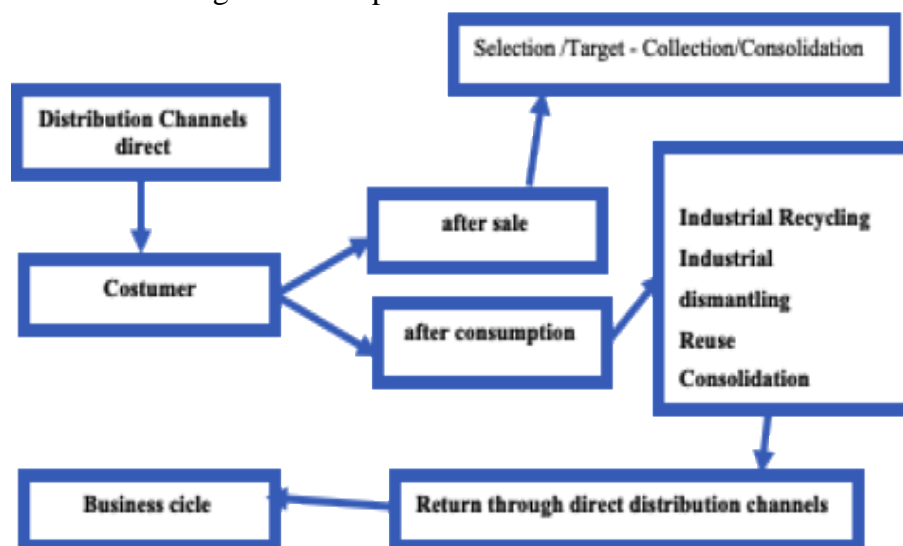 Selection /Target - Collection/Consolidation
Distribution Channels
direct
after sale
Costumer
after consumption
Industrial Recycling
Industrial
dismantling
Reuse
Consolidation
Return through direct distribution channels
Business cicle